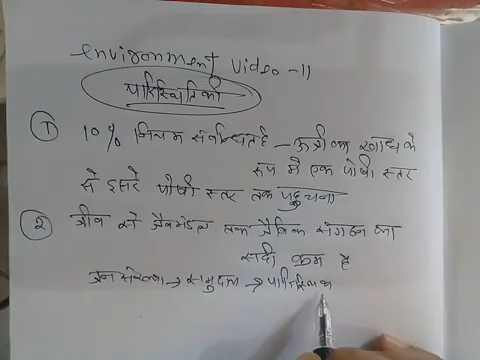 environment video -11
पारिस्थितिकी
① 10% नियम संबंधित है - ऊर्जा का खाद्य के
रूप में एक पोषी स्तर
से दूसरे पोषी स्तर तक पहुचना
② जीव से जैवमंडल तक जैविक संगठन का
सही क्रम है
जन संख्या → समुदाय →